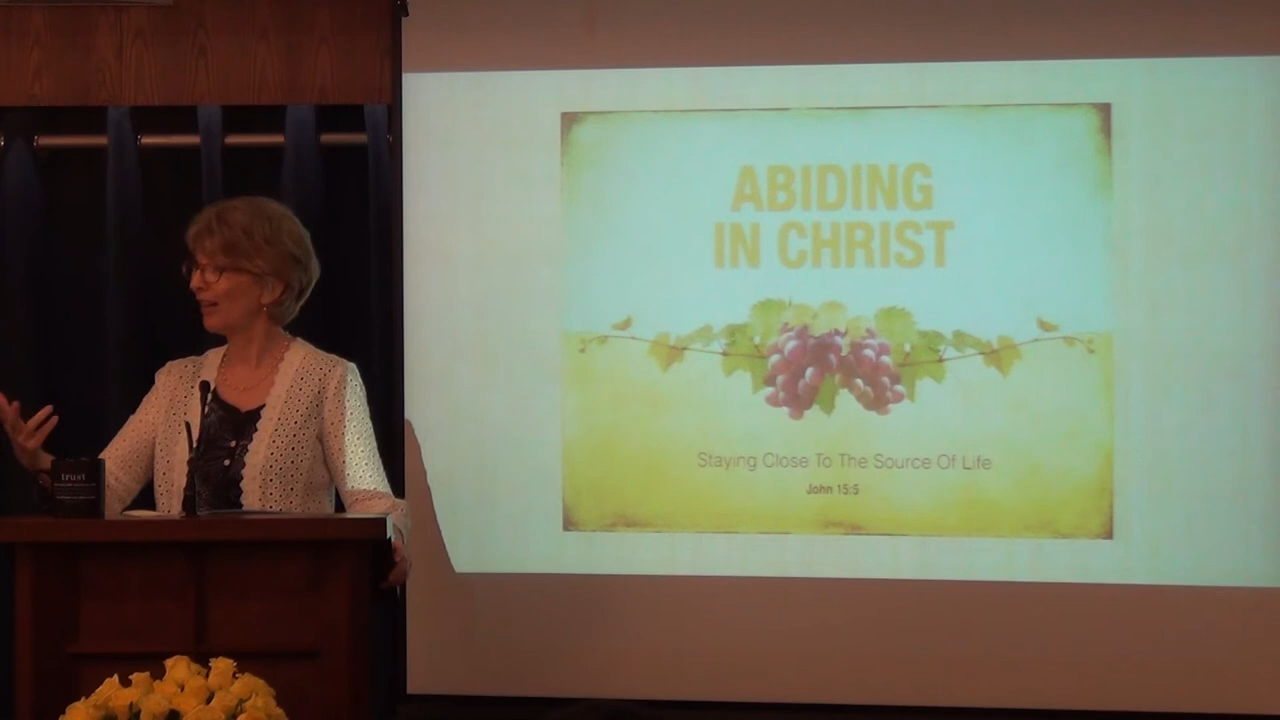 trust
ABIDING
IN CHRIST
Staying Close To The Source Of Life
John 15:5